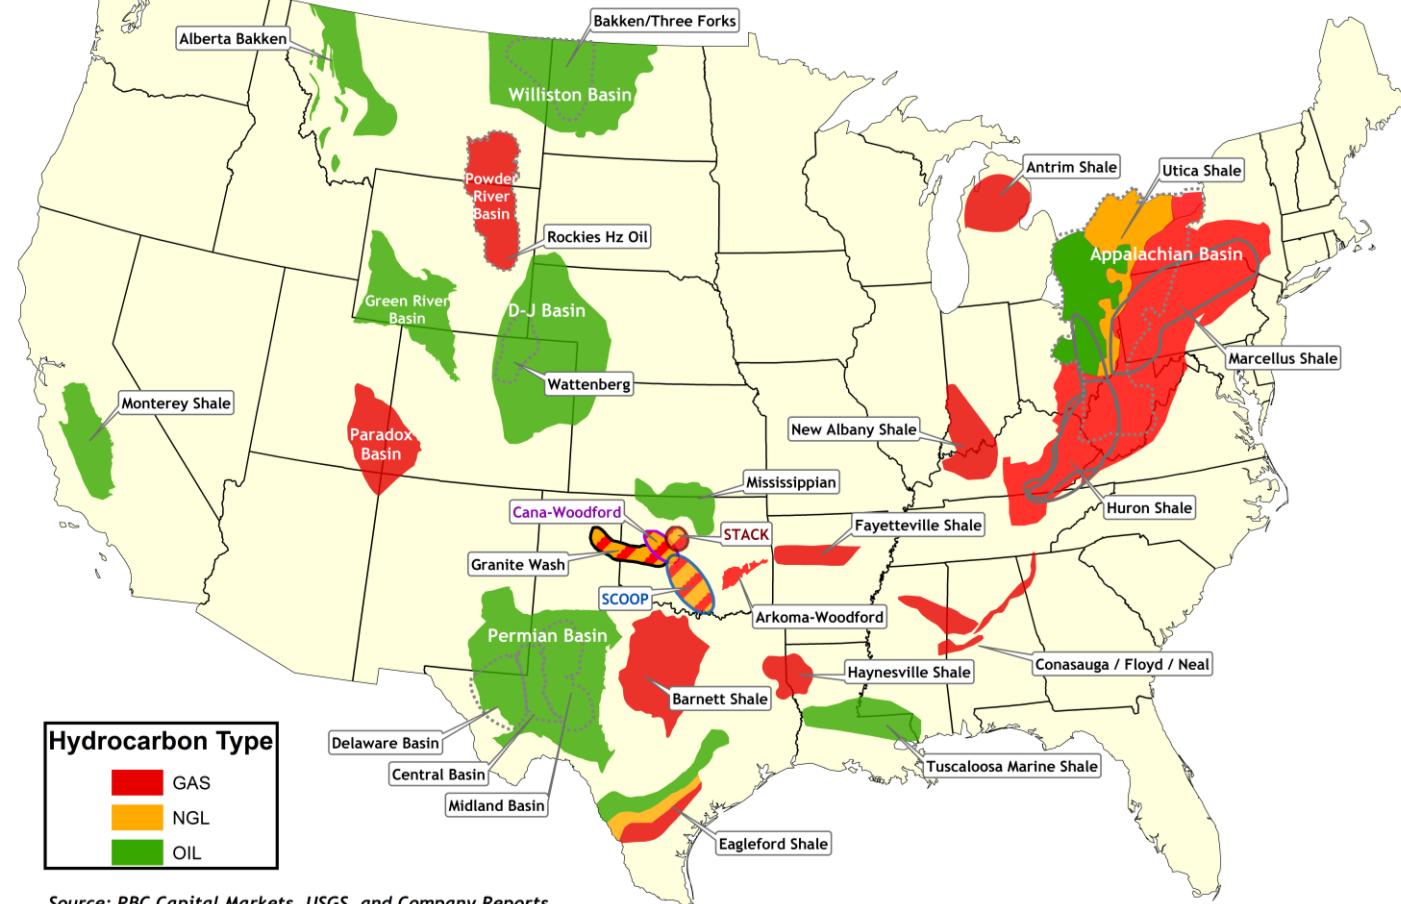 Bakken/Three Forks
Alberta Bakken
Williston Basin
Antrim Shale
Utica Shale
Powder
River
Basin
Rockies Hz Oil
Appalachian Basin
Green River
Basin
D-J Basin
Marcellus Shale
Wattenberg
Monterey Shale
New Albany Shale
Paradox
Basin
Mississippian
Huron Shale
Cana-Woodford
STACK
Fayetteville Shale
Granite Wash
SCOOP
Arkoma-Woodford
Permian Basin
Conasauga / Floyd / Neal
Haynesville Shale
Barnett Shale
Delaware Basin
Central Basin
Tuscaloosa Marine Shale
Midland Basin
Eagleford Shale
Hydrocarbon Type
GAS
NGL
OIL
Source: RBC Capital Markets, USGS, and Company Reports